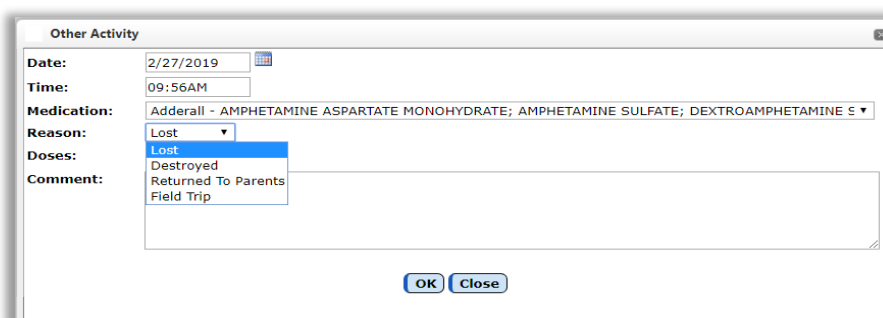 Other Activity
Date: 2/27/2019
Time: 09:56AM
Medication: Adderall - AMPHETAMINE ASPARTATE MONOHYDRATE; AMPHETAMINE SULFATE; DEXTROAMPHETAMINE S
Reason: Lost
Lost
Doses:
Destroyed
Comment: Returned To Parents
Field Trip
OK Close